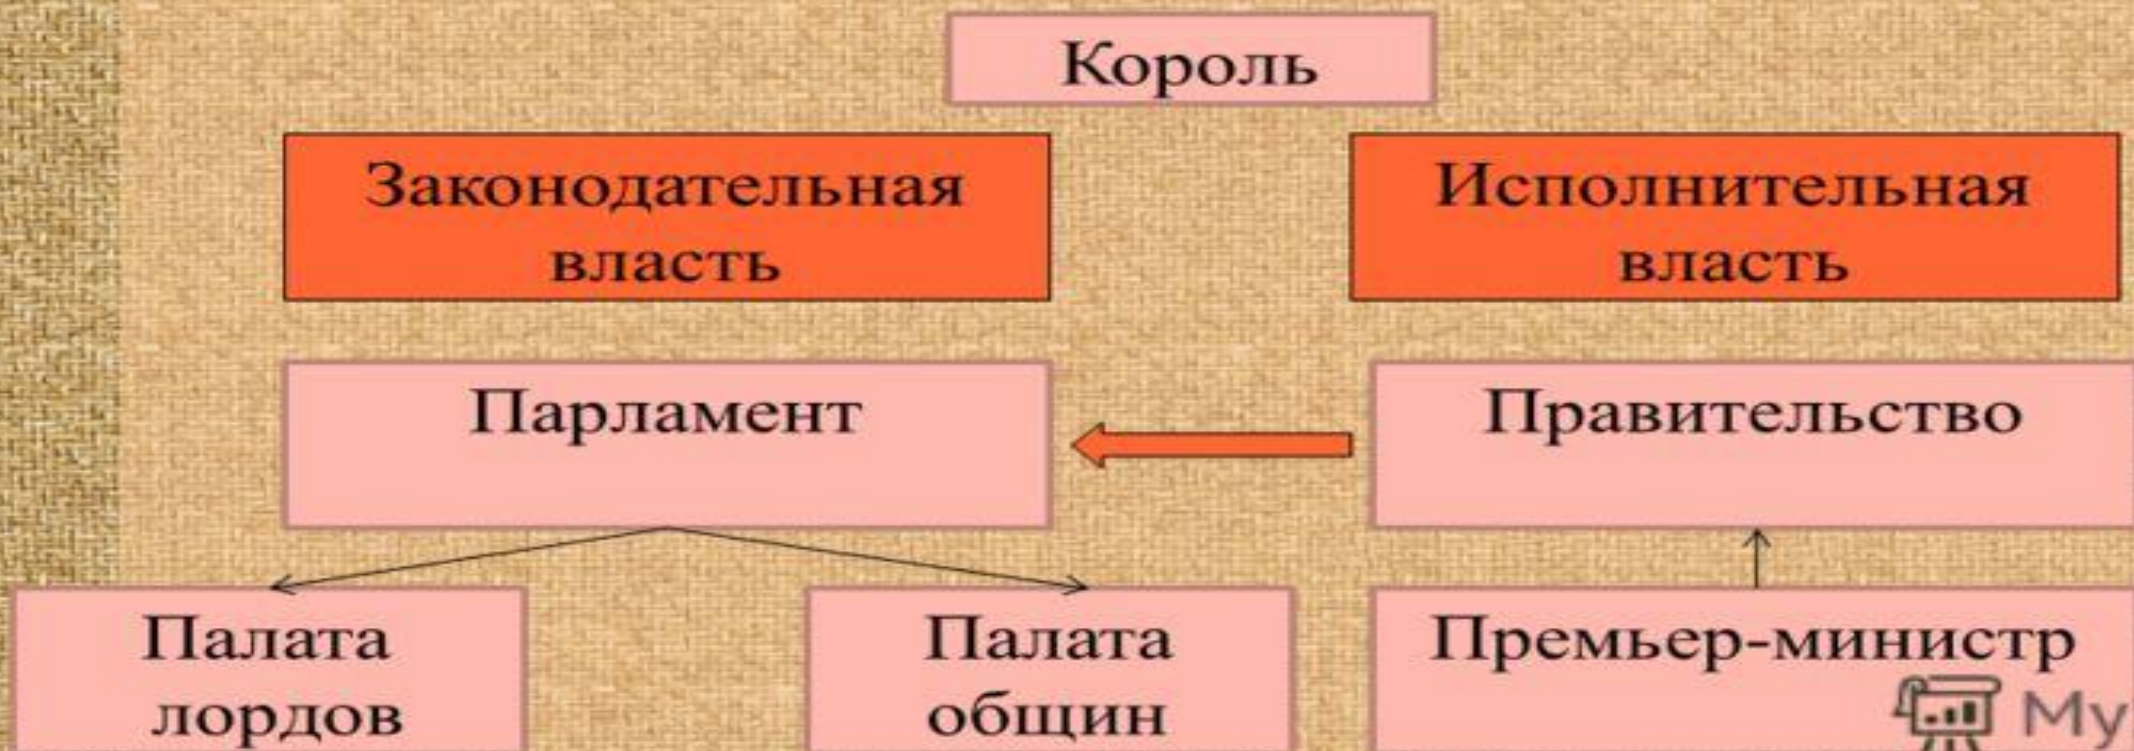 Король
Законодательная
власть
Исполнительная
власть
Парламент
Правительство
Палата
лордов
Палата
общин
Премьер-министр
My